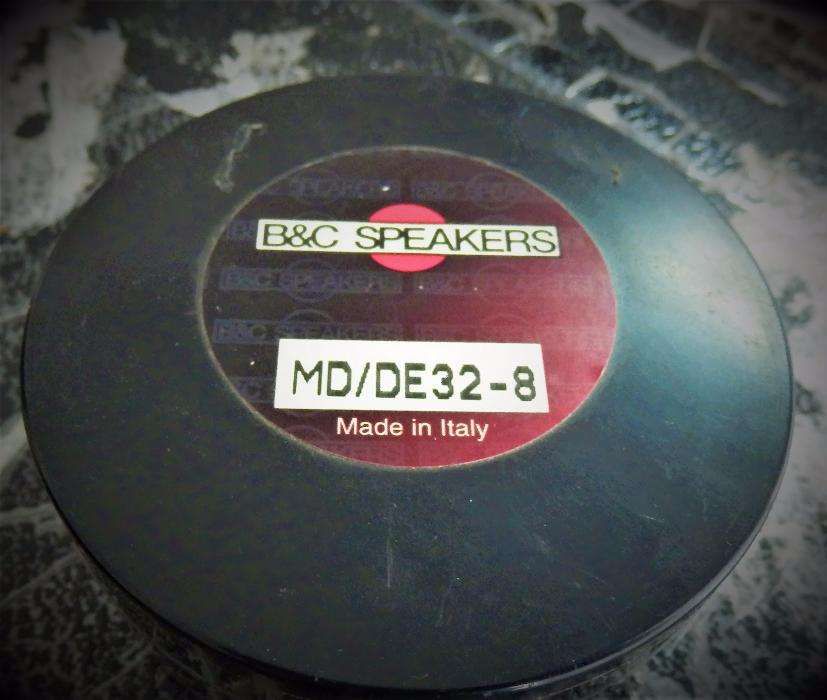 B&C SPEAKERS
MD/DE32-8
Made in Italy